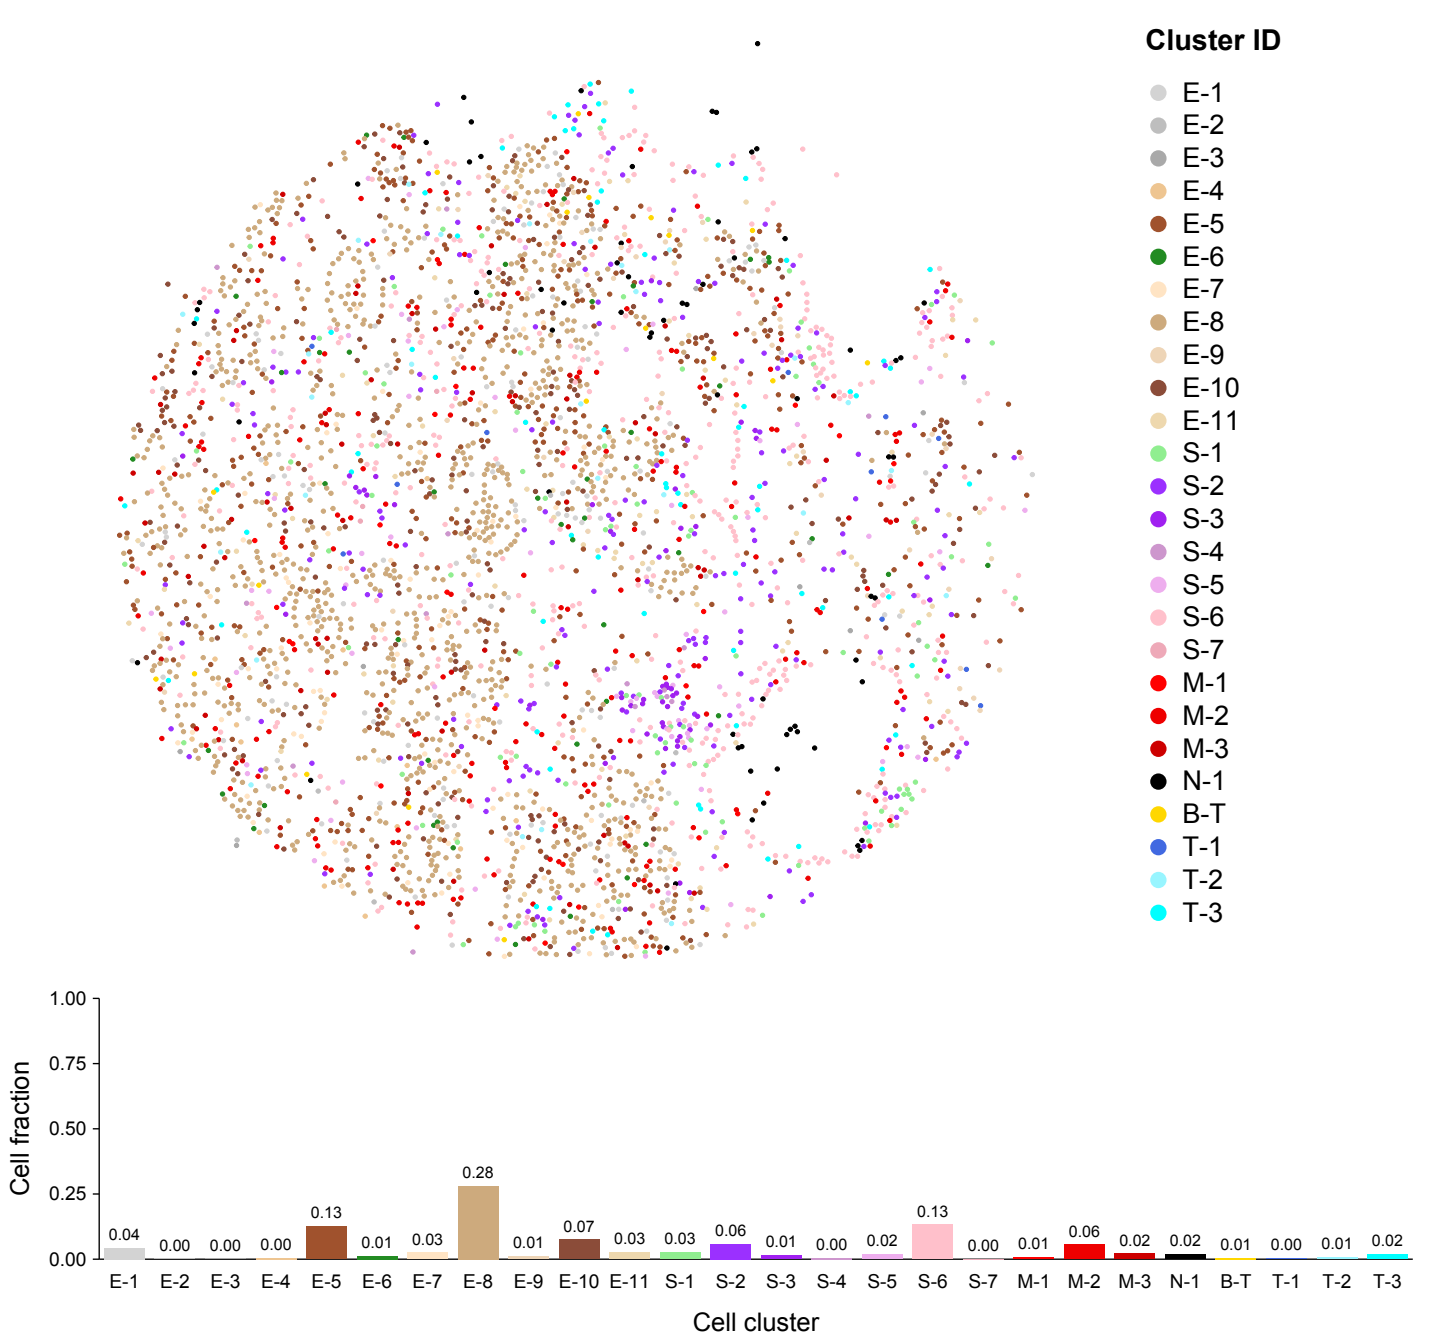 Cluster ID
E-1
E-2
E-3
E-4
E-5
E-6
E-7
E-8
E-9
E-10
E-11
S-1
S-2
S-3
S-4
S-5
S-6
S-7
M-1
M-2
M-3
N-1
B-T
T-1
T-2
T-3
1.00
0.75
0.50
0.25
0.00
Cell fraction
0.04 0.00 0.00 0.00 0.13 0.01 0.03 0.28 0.01 0.07 0.03 0.03 0.06 0.01 0.00 0.02 0.13 0.00 0.01 0.06 0.02 0.02 0.01 0.00 0.01 0.02
E-1 E-2 E-3 E-4 E-5 E-6 E-7 E-8 E-9 E-10 E-11 S-1 S-2 S-3 S-4 S-5 S-6 S-7 M-1 M-2 M-3 N-1 B-T T-1 T-2 T-3
Cell cluster